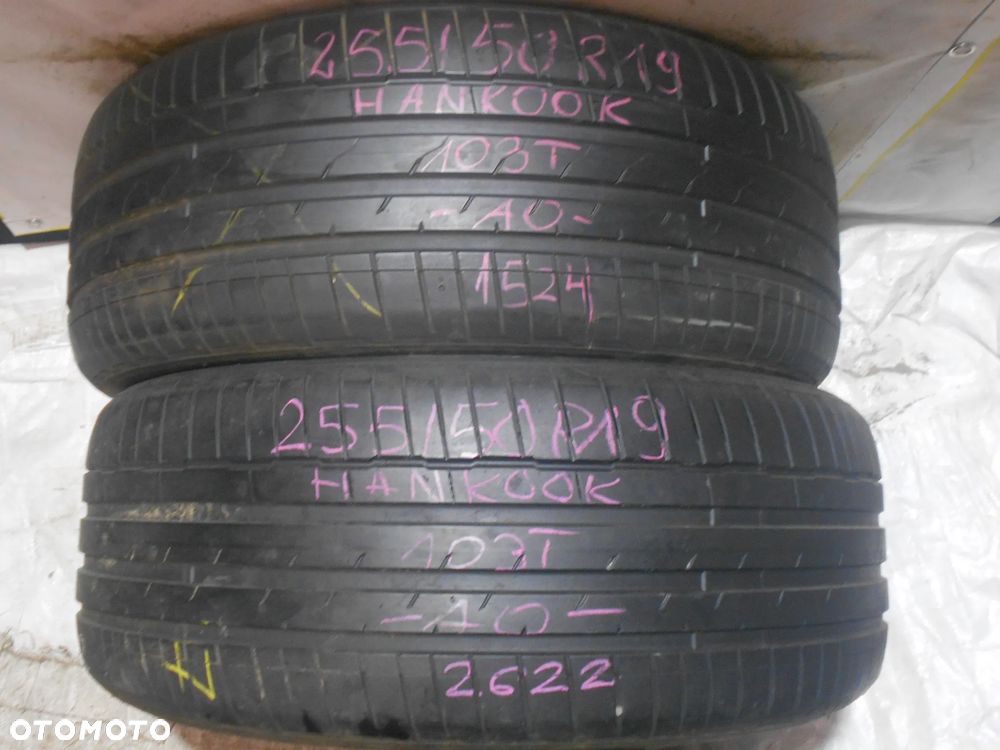 255/50R19
HANKOOK
103T
-AO-
1524
255/50R19
HANKOOK
103T
-AO-
2622
OTOMOTO